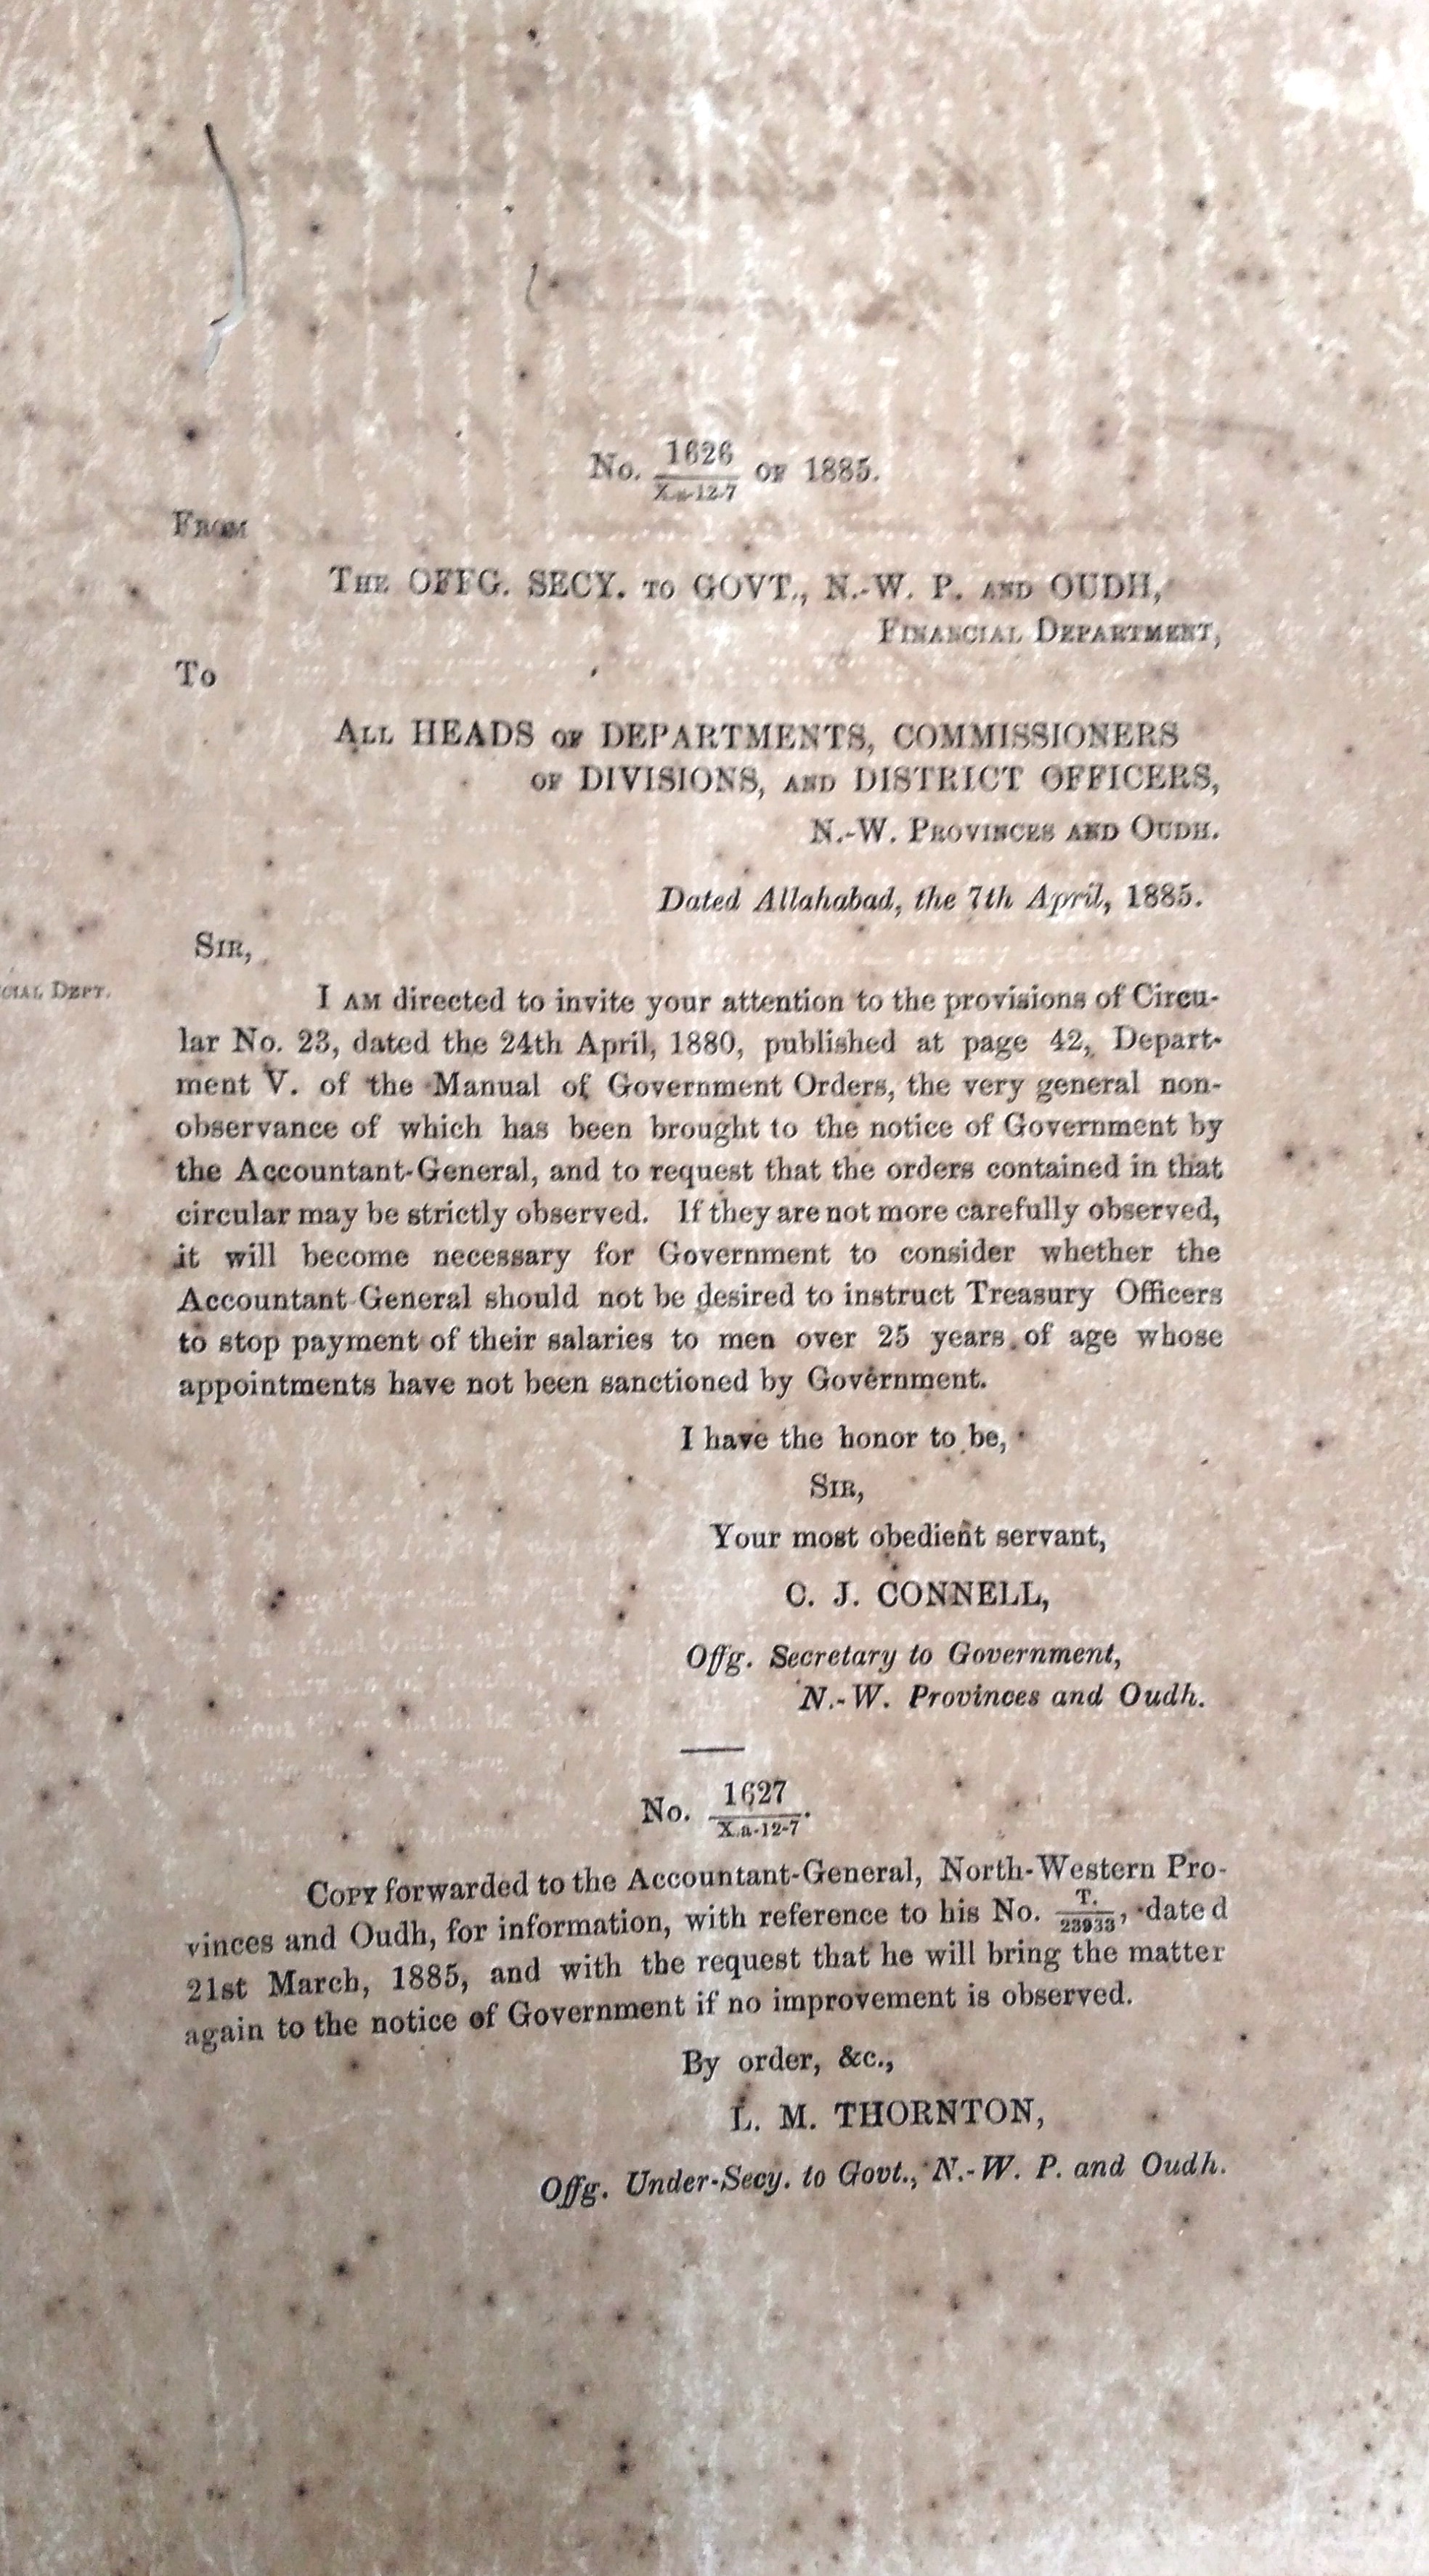 No. 1626 OF 1885.
X.a-12-7
FROM
THE OFFG. SECY. TO GOVT., N.-W. P. AND OUDH,
FINANCIAL DEPARTMENT,
To
ALL HEADS OF DEPARTMENTS, COMMISSIONERS
OF DIVISIONS, AND DISTRICT OFFICERS,
N.-W. PROVINCES AND OUDH.
Dated Allahabad, the 7th April, 1885.
SIR,
CIAL DEPT.
I AM directed to invite your attention to the provisions of Circu-
lar No. 23, dated the 24th April, 1880, published at page 42, Depart-
ment V. of the Manual of Government Orders, the very general non-
observance of which has been brought to the notice of Government by
the Accountant-General, and to request that the orders contained in that
circular may be strictly observed. If they are not more carefully observed,
it will become necessary for Government to consider whether the
Accountant-General should not be desired to instruct Treasury Officers
to stop payment of their salaries to men over 25 years of age whose
appointments have not been sanctioned by Government.
I have the honor to be,
SIR,
Your most obedient servant,
C. J. CONNELL,
Offg. Secretary to Government,
N.-W. Provinces and Oudh.
No. 1627
X.a-12-7.
COPY forwarded to the Accountant-General, North-Western Pro-
vinces and Oudh, for information, with reference to his No. T./23933, dated
21st March, 1885, and with the request that he will bring the matter
again to the notice of Government if no improvement is observed.
By order, &c.,
L. M. THORNTON,
Offg. Under-Secy. to Govt., N.-W. P. and Oudh.